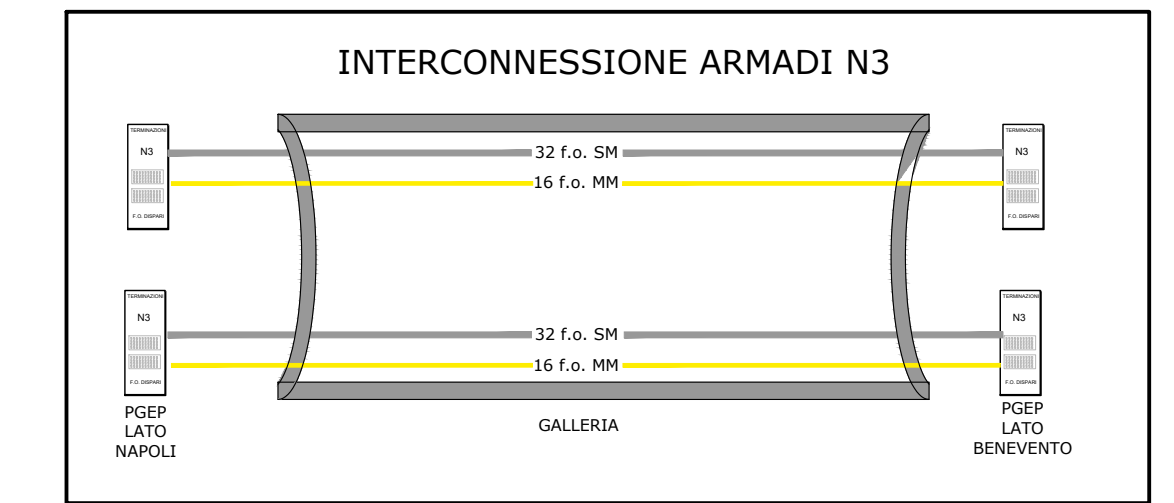 INTERCONNESSIONE ARMADI N3
TERMINAZIONI
N3
F.O. DISPARI
32 f.o. SM
16 f.o. MM
TERMINAZIONI
N3
F.O. DISPARI
TERMINAZIONI
N3
F.O. DISPARI
32 f.o. SM
16 f.o. MM
TERMINAZIONI
N3
F.O. DISPARI
PGEP
LATO
NAPOLI
GALLERIA
PGEP
LATO
BENEVENTO